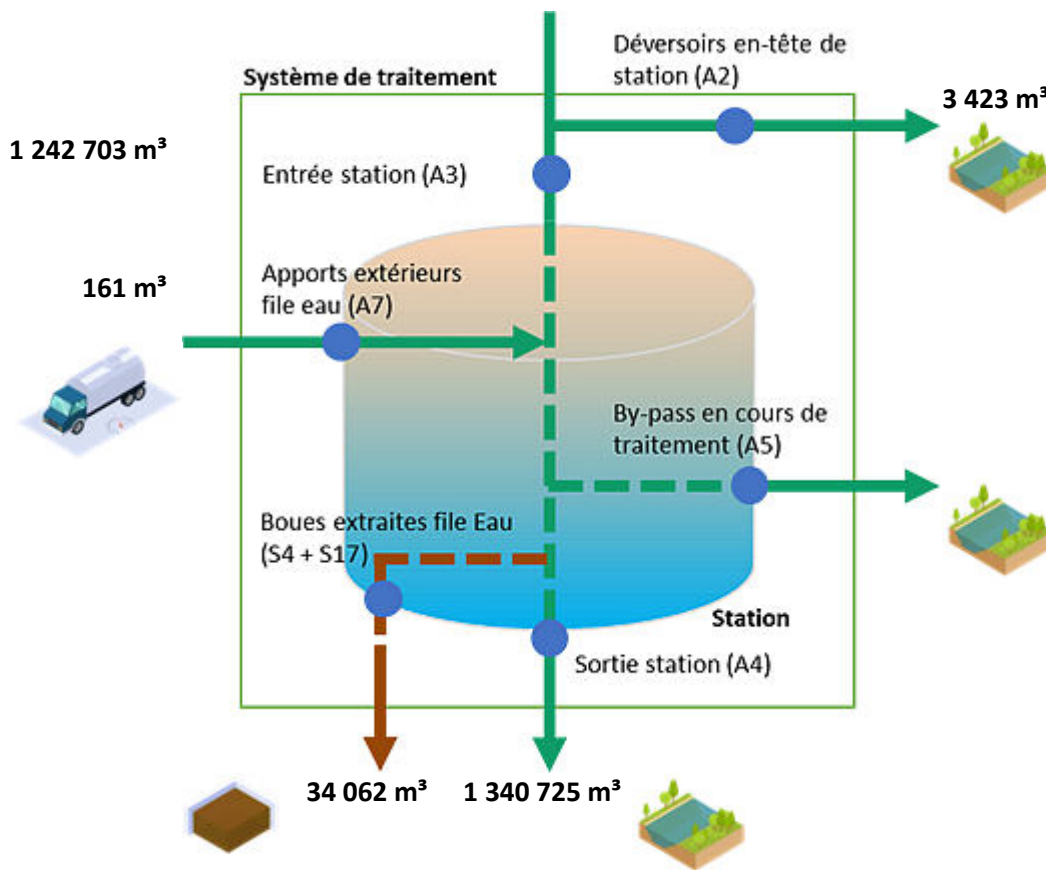 Déversoirs en-tête de
station (A2)
Système de traitement
3 423 m³
1 242 703 m³
Entrée station (A3)
Apports extérieurs
file eau (A7)
161 m³
By-pass en cours de
traitement (A5)
Boues extraites file Eau
(S4 + S17)
Station
Sortie station (A4)
34 062 m³
1 340 725 m³